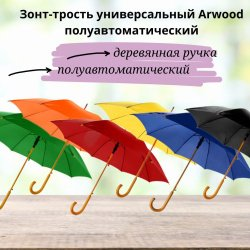 Зонт-трость универсальный Arwood
полуавтоматический
деревянная ручка
полуавтоматический